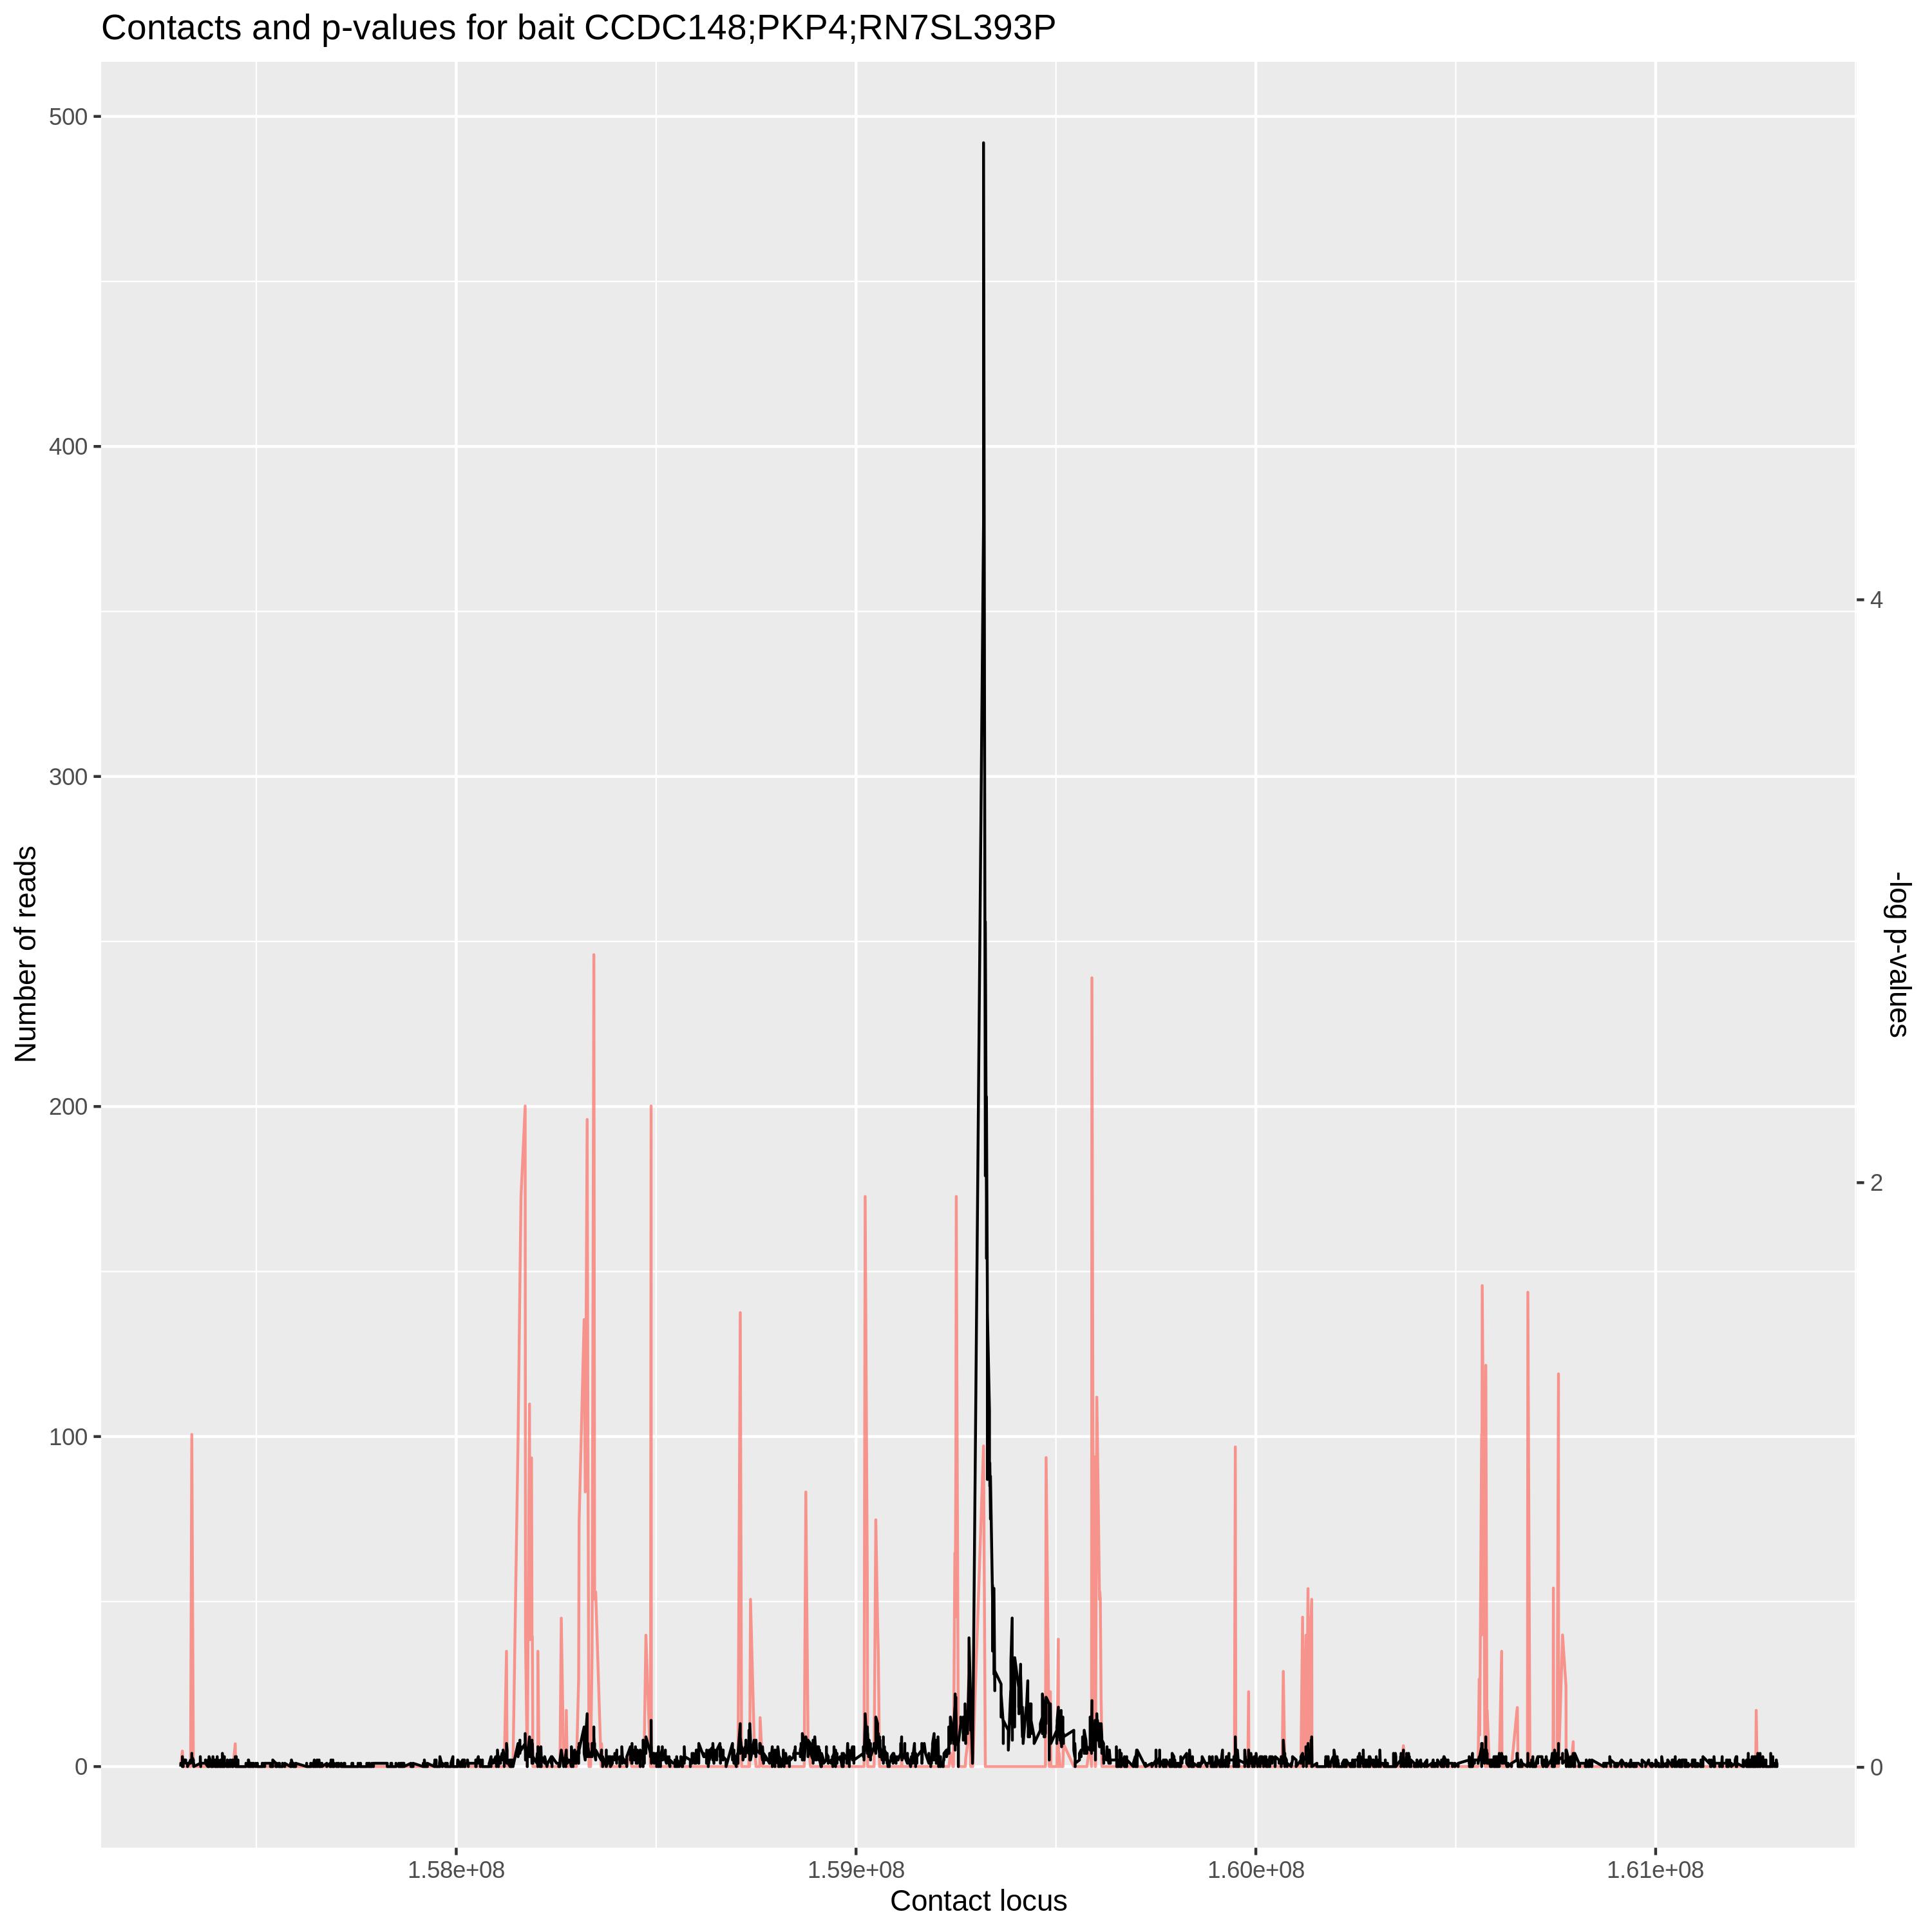 Contacts and p-values for bait CCDC148;PKP4;RN7SL393P
500
400
300
200
100
0
Number of reads
4
2
0
-log p-values
1.58e+08
1.59e+08
1.60e+08
1.61e+08
Contact locus